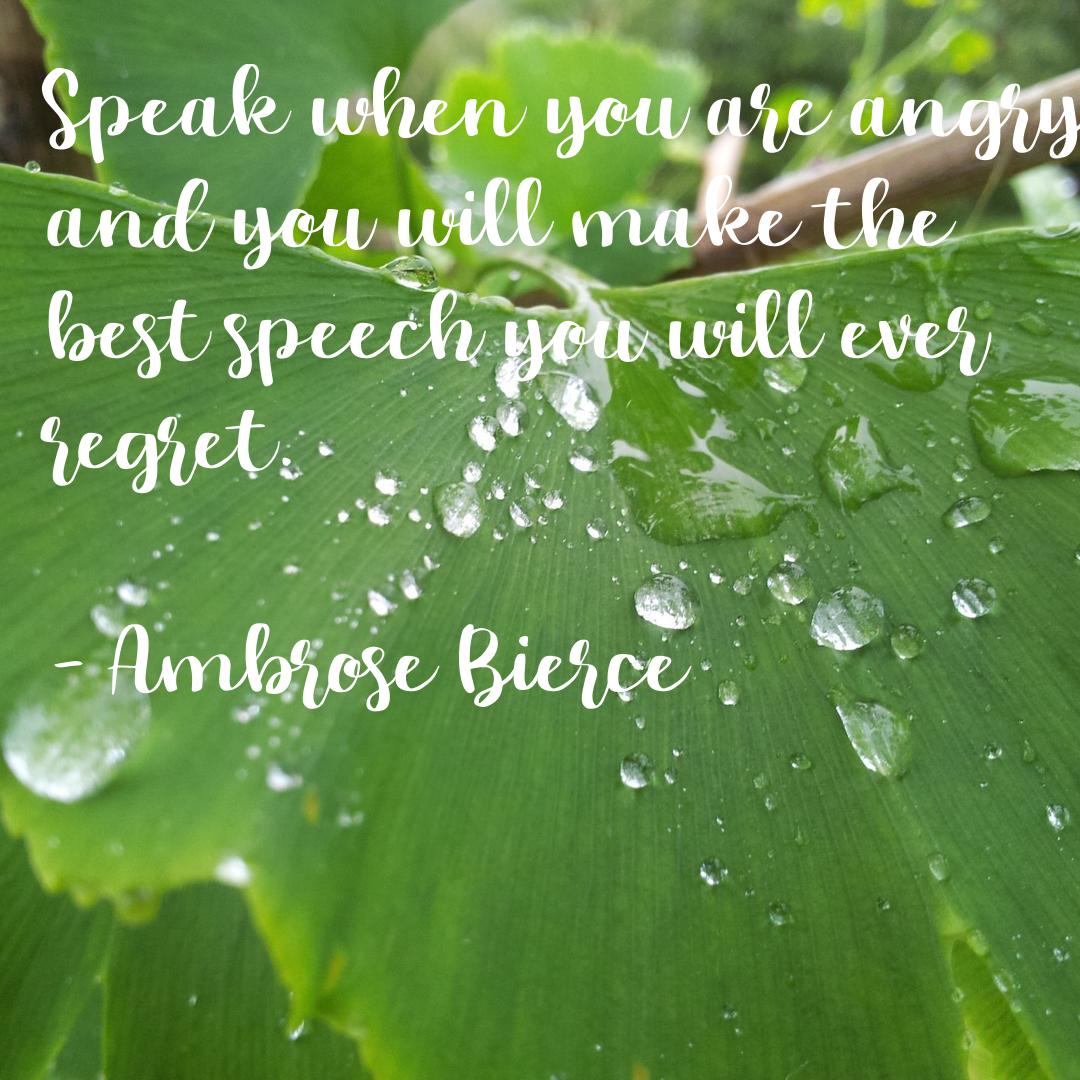 Speak when you are angry
and you will make the
best speech you will ever
regret.
- Ambrose Bierce